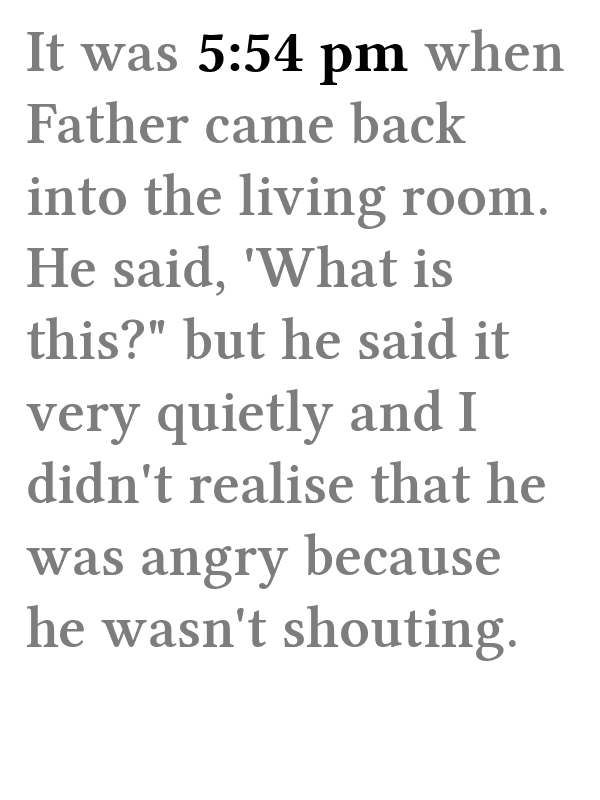 It was 5:54 pm when
Father came back
into the living room.
He said, 'What is
this?" but he said it
very quietly and I
didn't realise that he
was angry because
he wasn't shouting.